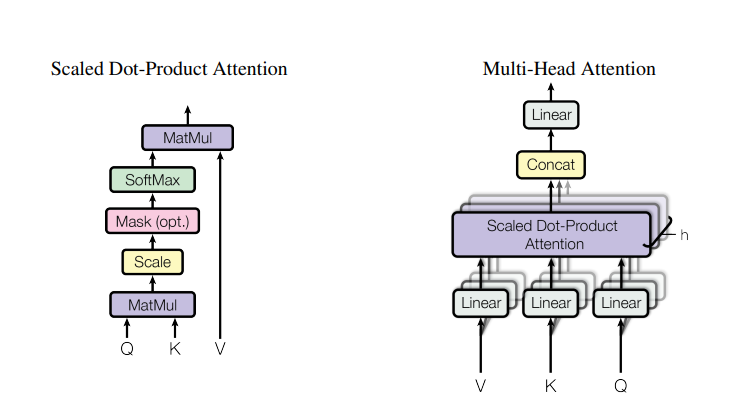 Scaled Dot-Product Attention
MatMul
SoftMax
Mask (opt.)
Scale
MatMul
Q K V
Multi-Head Attention
Linear
Concat
Scaled Dot-Product
Attention
h
Linear Linear Linear
V K Q